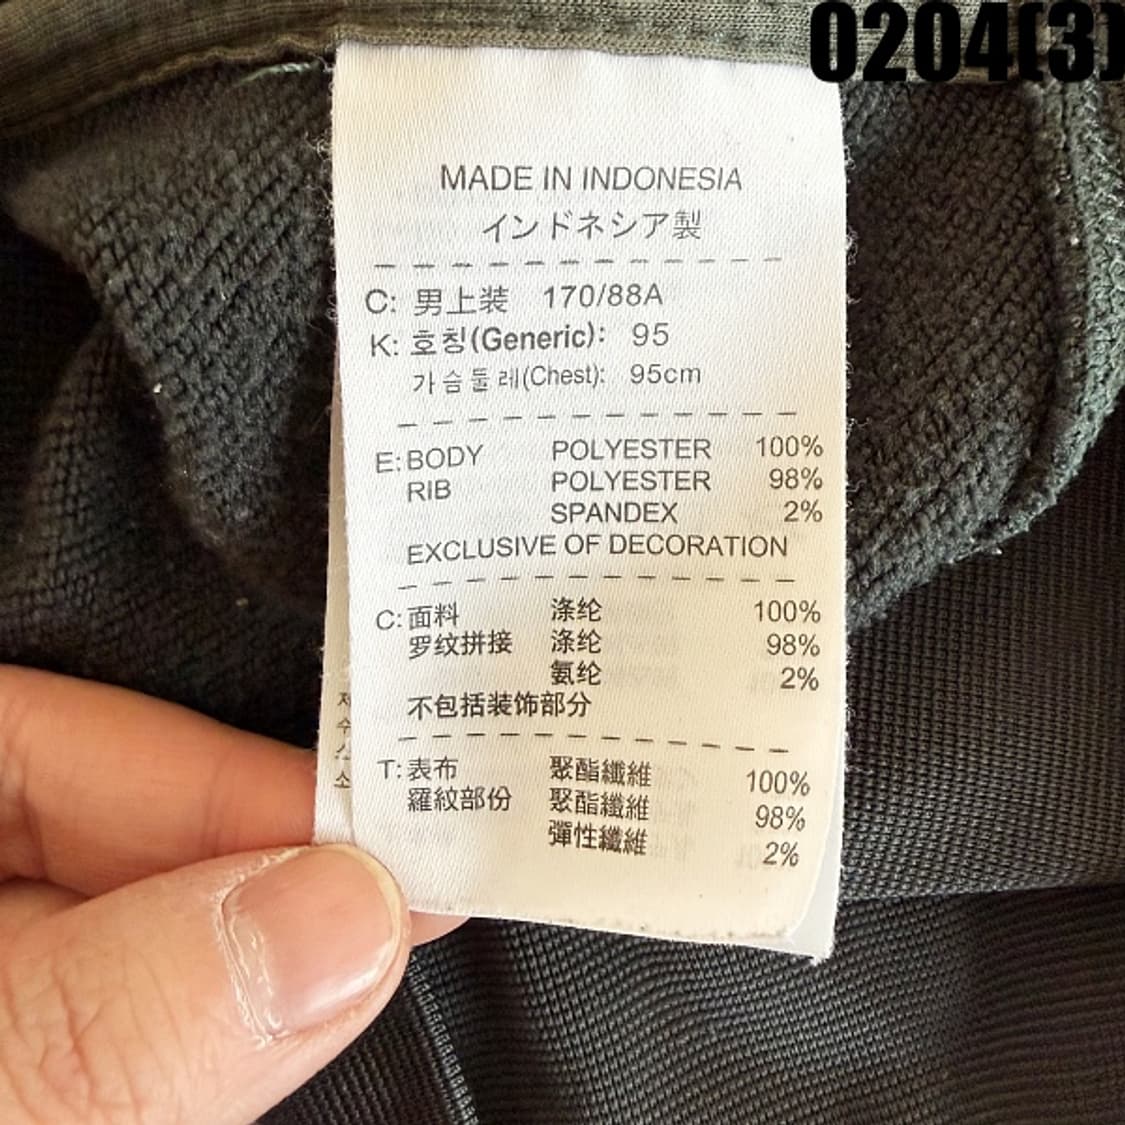 0204(3)
MADE IN INDONESIA
インドネシア製
C: 男上装 170/88A
K: 호칭(Generic): 95
가슴둘레(Chest): 95cm
E: BODY POLYESTER 100%
RIB POLYESTER 98%
SPANDEX 2%
EXCLUSIVE OF DECORATION
C: 面料 涤纶 100%
罗纹拼接 涤纶 98%
氨纶 2%
不包括装饰部分
T: 表布 聚酯纖維 100%
羅紋部份 聚酯纖維 98%
彈性纖維 2%